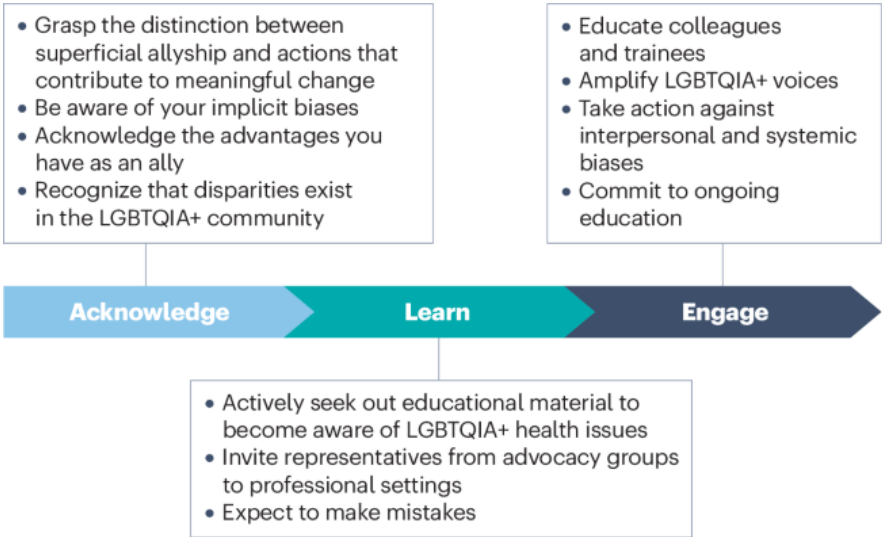 • Grasp the distinction between
superficial allyship and actions that
contribute to meaningful change
• Be aware of your implicit biases
• Acknowledge the advantages you
have as an ally
• Recognize that disparities exist
in the LGBTQIA+ community
• Educate colleagues
and trainees
• Amplify LGBTQIA+ voices
• Take action against
interpersonal and systemic
biases
• Commit to ongoing
education
Acknowledge
Learn
Engage
• Actively seek out educational material to
become aware of LGBTQIA+ health issues
• Invite representatives from advocacy groups
to professional settings
• Expect to make mistakes